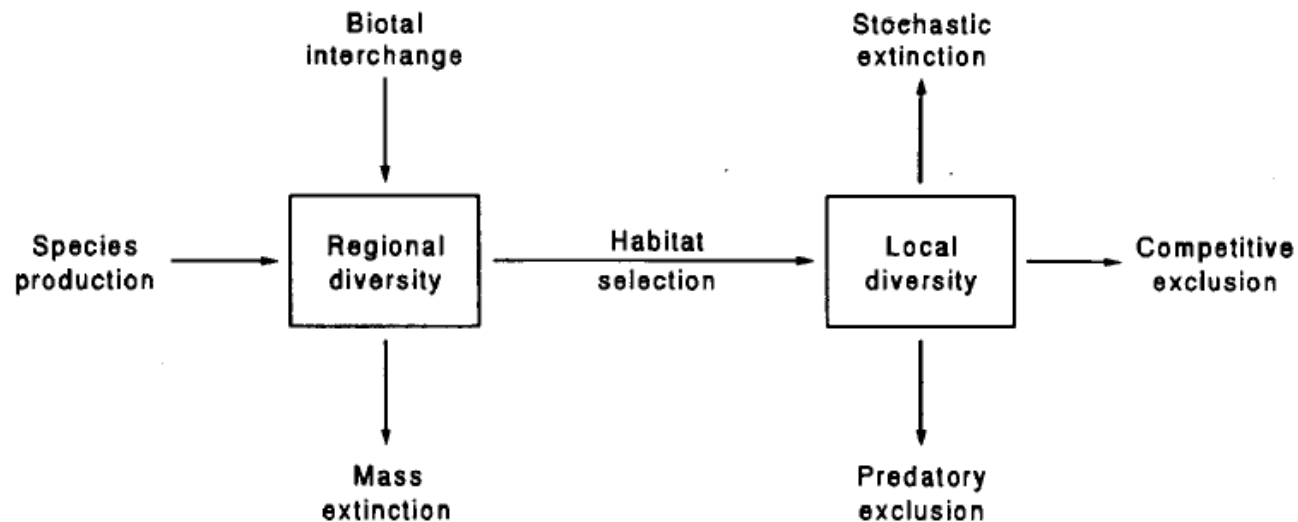 Biotal
interchange
Stochastic
extinction
Species
production
Regional
diversity
Habitat
selection
Local
diversity
Competitive
exclusion
Mass
extinction
Predatory
exclusion